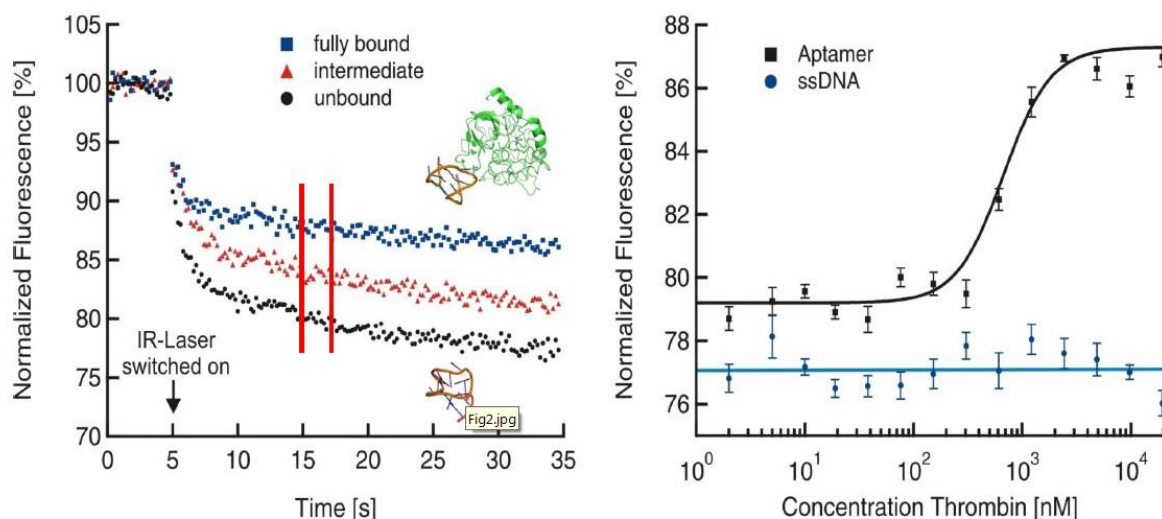 105
100
95
90
85
80
75
70
Normalized Fluorescence [%]
fully bound
intermediate
unbound
IR-Laser
switched on
Fig2.jpg
0 5 10 15 20 25 30 35
Time [s]
88
86
84
82
80
78
76
Normalized Fluorescence [%]
Aptamer
ssDNA
10⁰ 10¹ 10² 10³ 10⁴
Concentration Thrombin [nM]